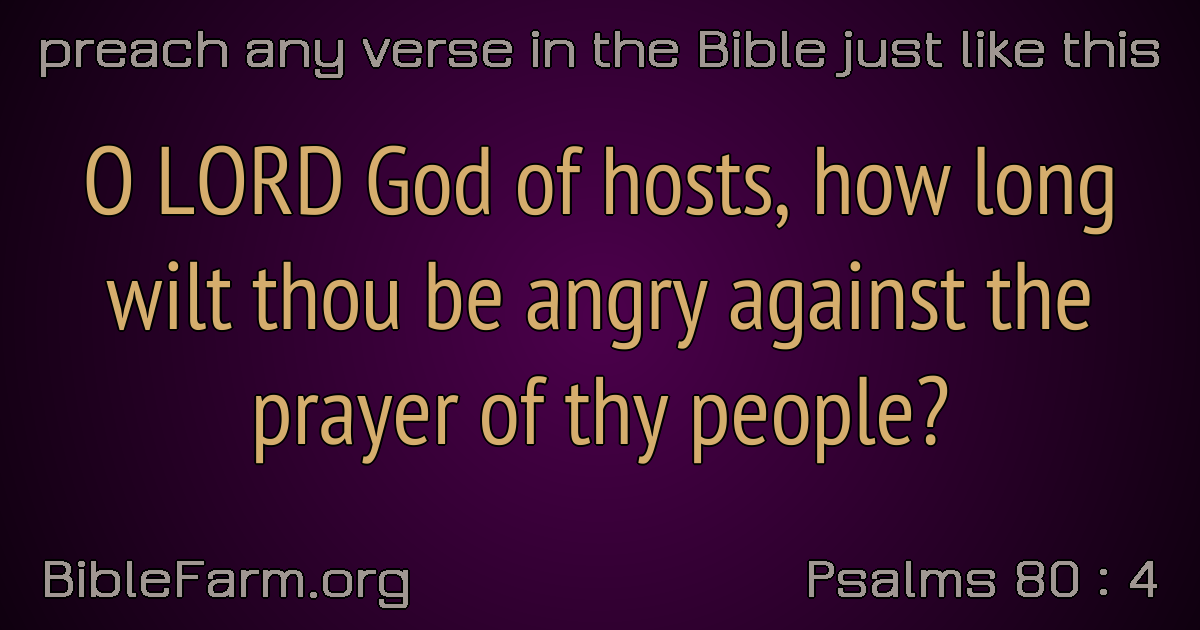 preach any verse in the Bible just like this
O LORD God of hosts, how long
wilt thou be angry against the
prayer of thy people?
BibleFarm.org
Psalms 80 : 4